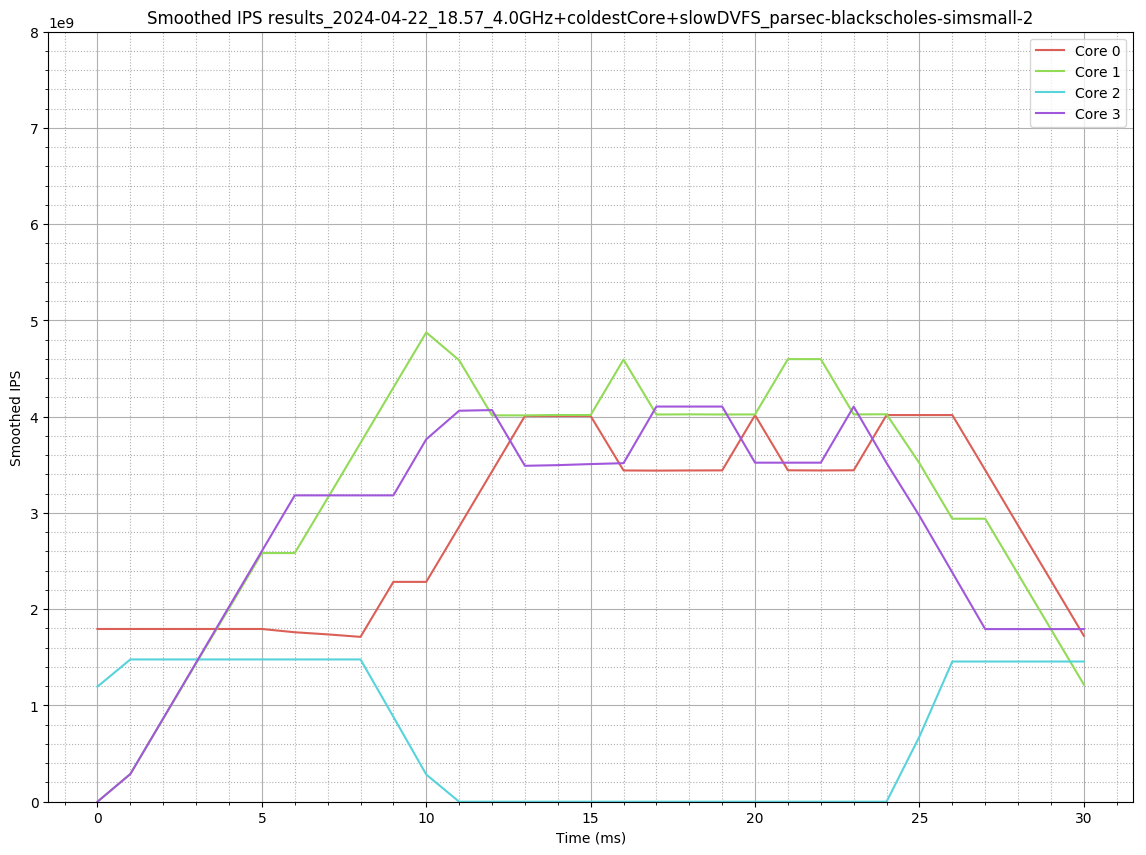 Smoothed IPS results_2024-04-22_18.57_4.0GHz+coldestCore+slowDVFS_parsec-blackscholes-simsmall-2
1e9
8
7
6
5
4
3
2
1
0
Smoothed IPS
Core 0
Core 1
Core 2
Core 3
0 5 10 15 20 25 30
Time (ms)